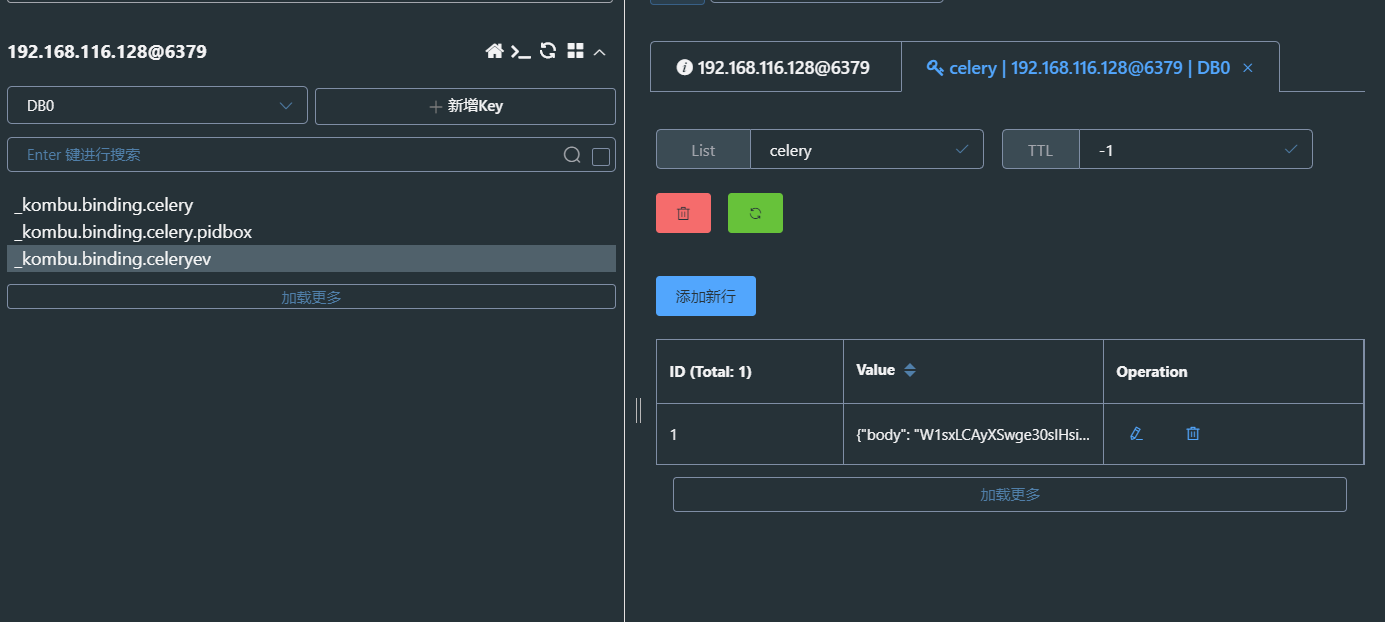 192.168.116.128@6379
DB0
新增Key
Enter 键进行搜索
_kombu.binding.celery
_kombu.binding.celery.pidbox
_kombu.binding.celeryev
加载更多
192.168.116.128@6379
celery | 192.168.116.128@6379 | DB0
List
celery
TTL
-1
添加新行
ID (Total: 1)
Value
Operation
1
{"body": "W1sxLCAyXSwge30sIHsi...
加载更多